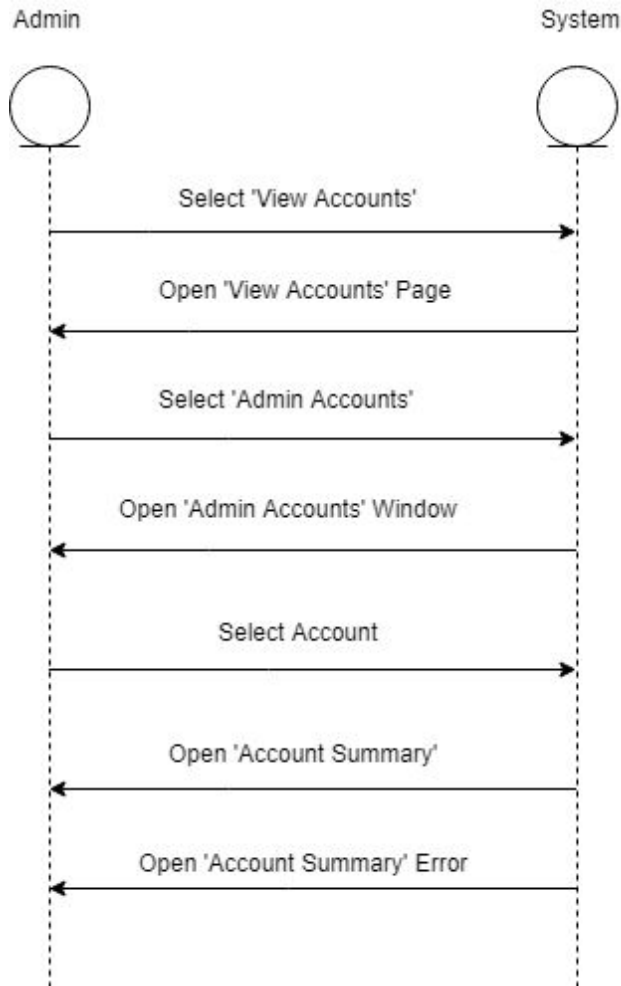 Admin
System
Select 'View Accounts'
Open 'View Accounts' Page
Select 'Admin Accounts'
Open 'Admin Accounts' Window
Select Account
Open 'Account Summary'
Open 'Account Summary' Error